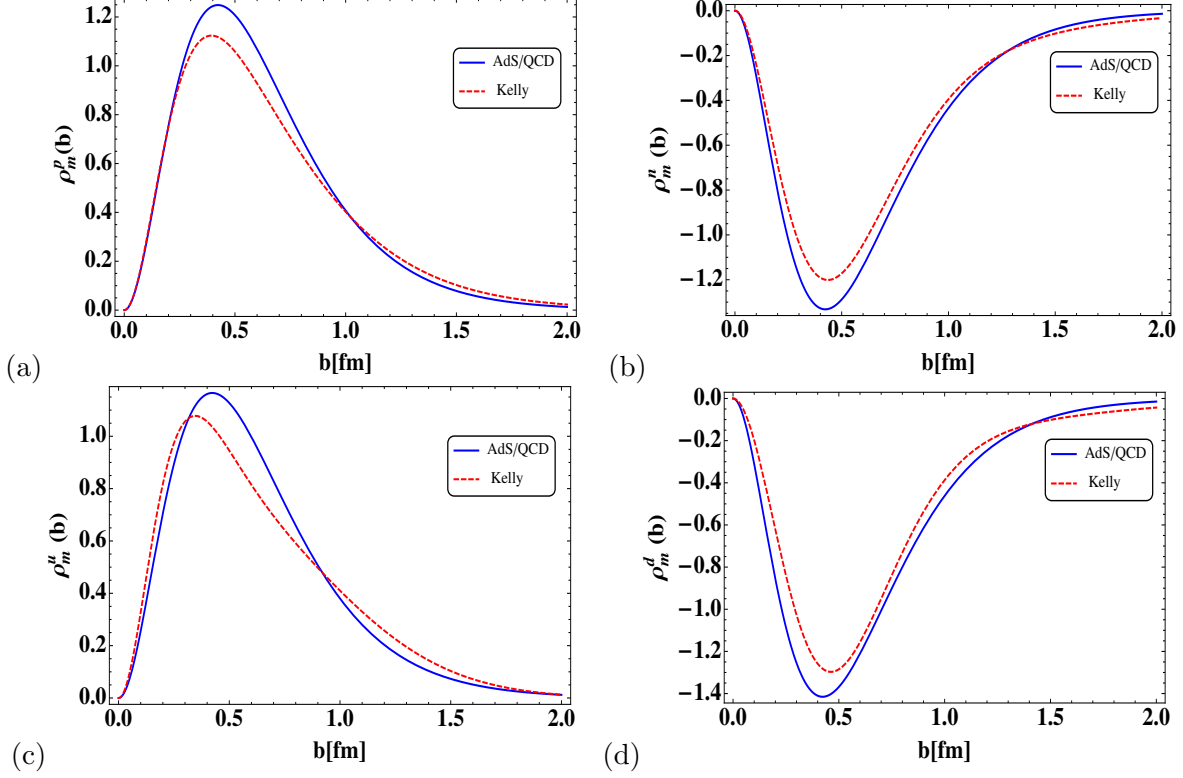 1.2
1.0
0.8
0.6
0.4
0.2
0.0
ρ_m^p(b)
AdS/QCD
Kelly
0.0 0.5 1.0 1.5 2.0
b[fm]
(a)
0.0
−0.2
−0.4
−0.6
−0.8
−1.0
−1.2
ρ_m^n (b)
AdS/QCD
Kelly
0.0 0.5 1.0 1.5 2.0
b[fm]
(b)
1.0
0.8
0.6
0.4
0.2
0.0
ρ_m^u (b)
AdS/QCD
Kelly
0.0 0.5 1.0 1.5 2.0
b[fm]
(c)
0.0
−0.2
−0.4
−0.6
−0.8
−1.0
−1.2
−1.4
ρ_m^d (b)
AdS/QCD
Kelly
0.0 0.5 1.0 1.5 2.0
b[fm]
(d)